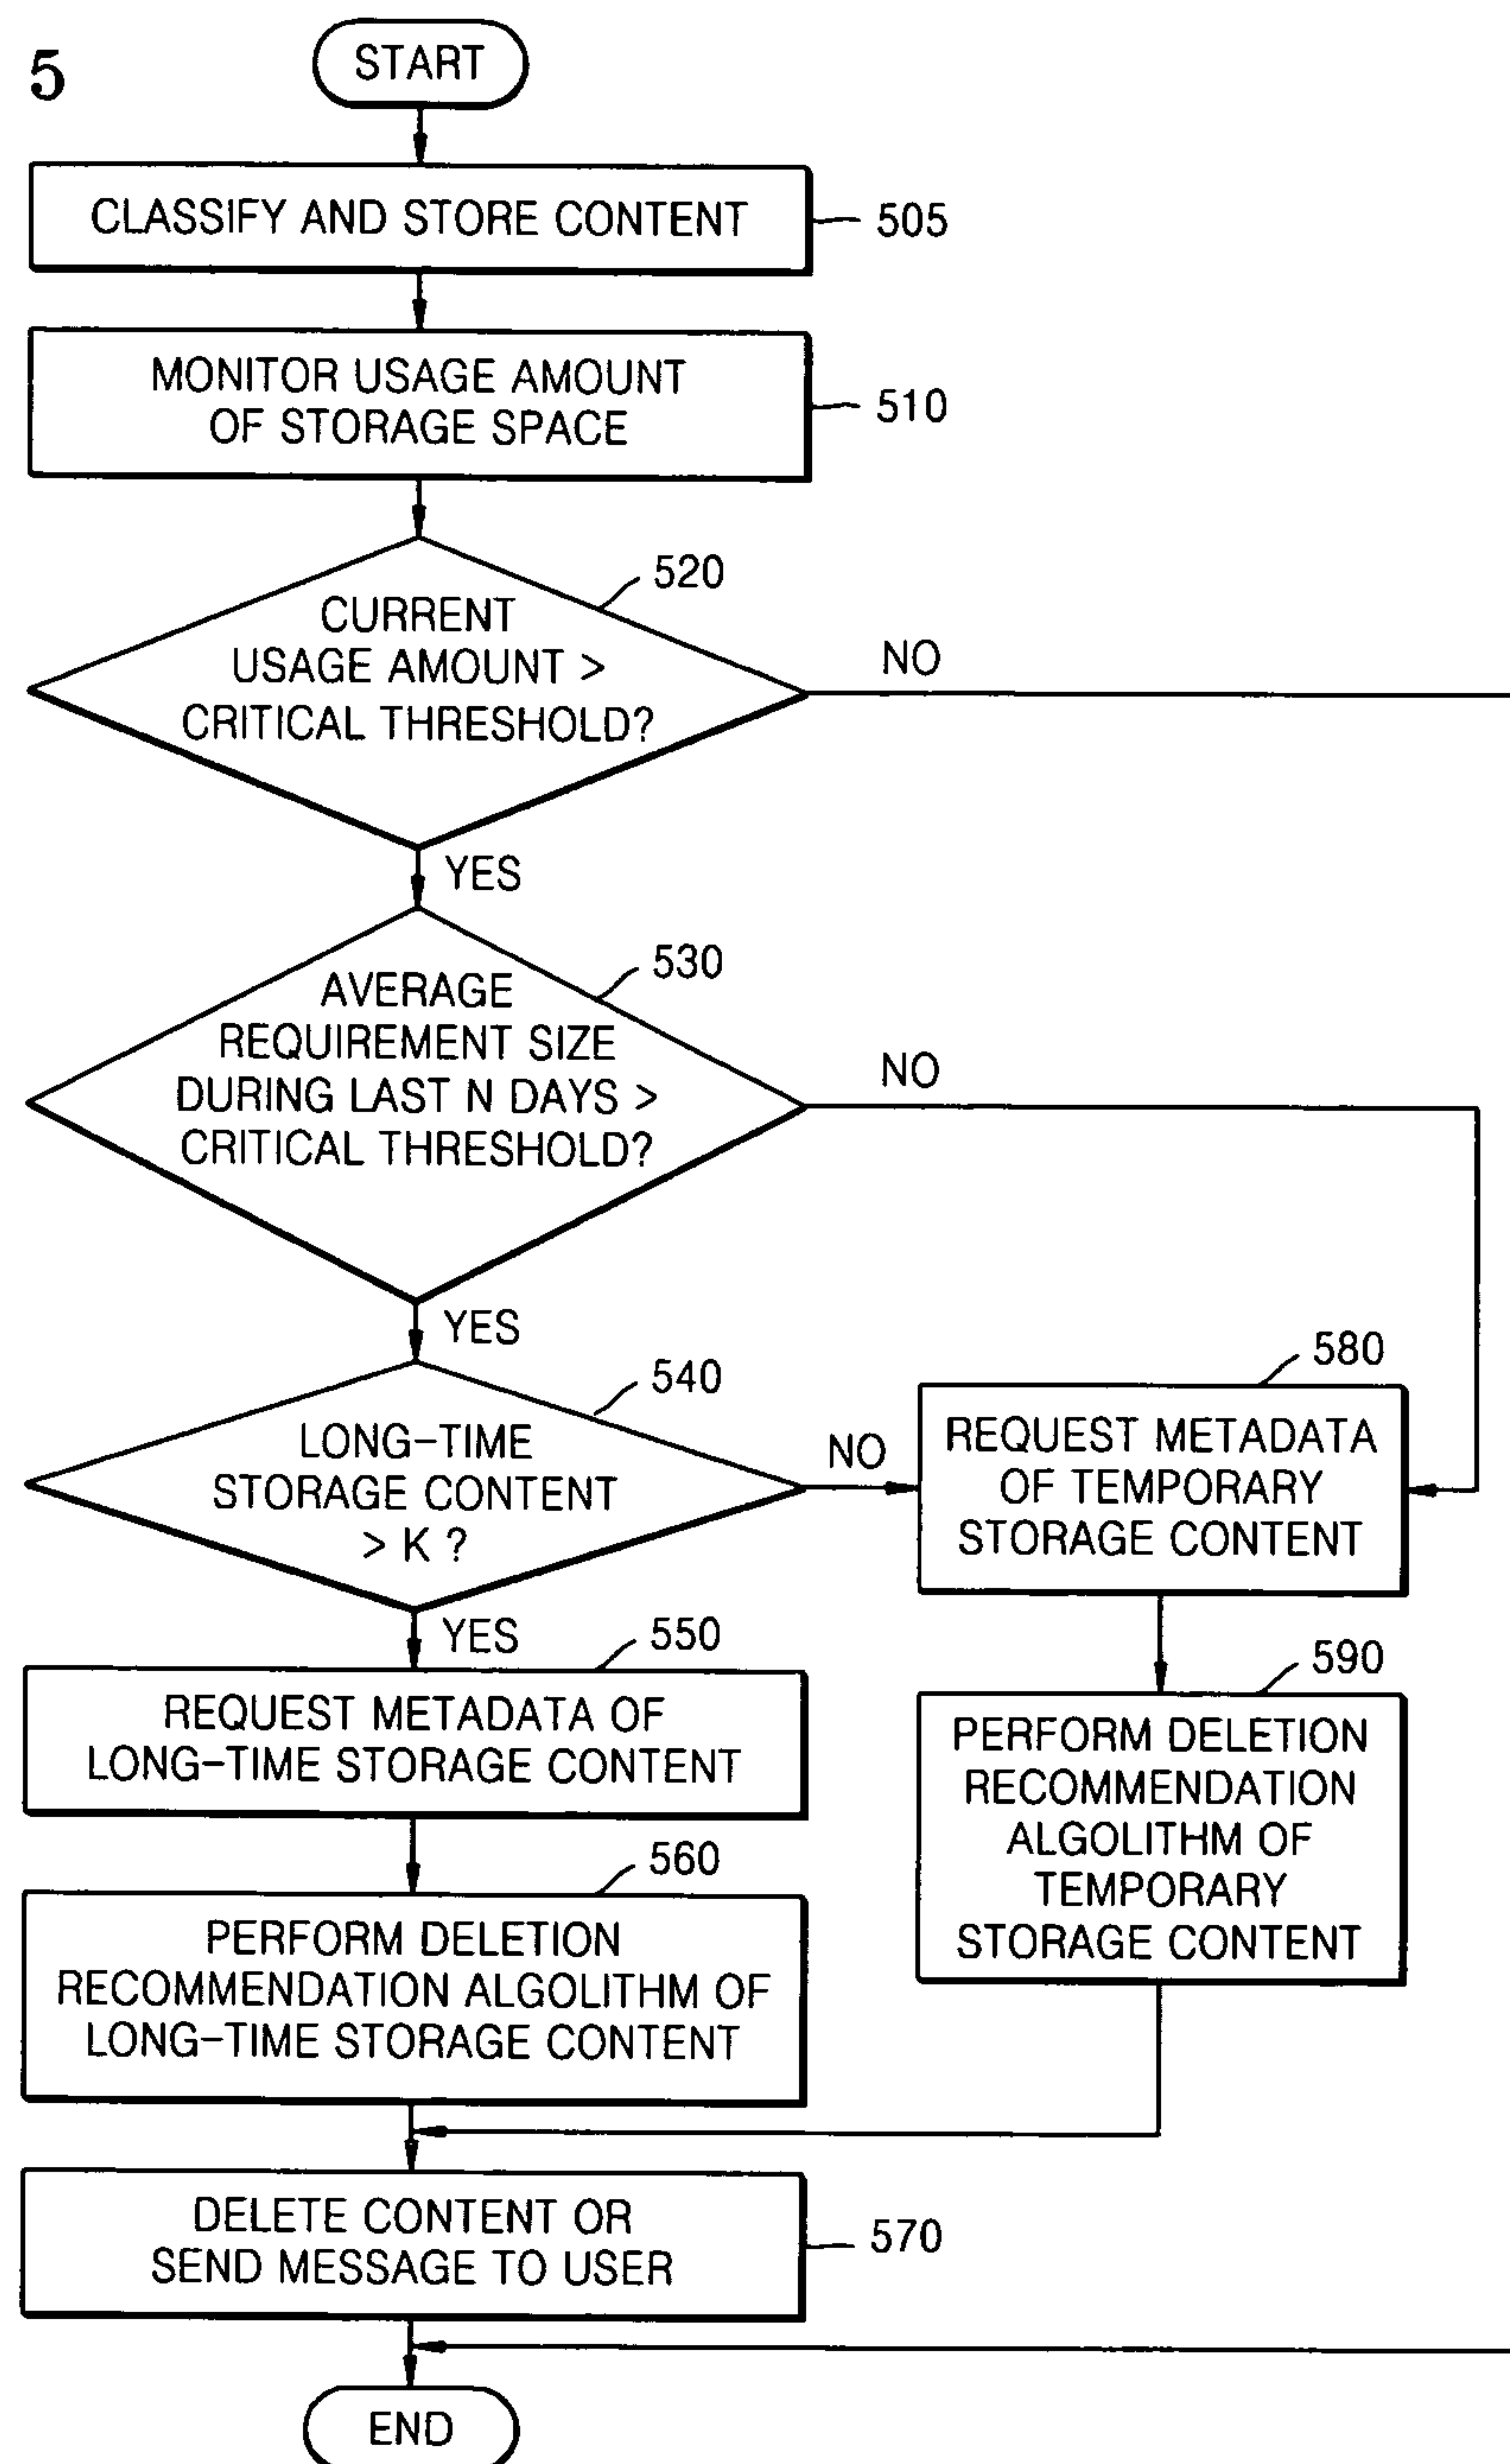 5
START
CLASSIFY AND STORE CONTENT
505
MONITOR USAGE AMOUNT
OF STORAGE SPACE
510
520
CURRENT
USAGE AMOUNT >
CRITICAL THRESHOLD?
NO
YES
530
AVERAGE
REQUIREMENT SIZE
DURING LAST N DAYS >
CRITICAL THRESHOLD?
NO
YES
540
LONG-TIME
STORAGE CONTENT
> K ?
NO
YES
580
REQUEST METADATA
OF TEMPORARY
STORAGE CONTENT
550
REQUEST METADATA OF
LONG-TIME STORAGE CONTENT
590
PERFORM DELETION
RECOMMENDATION
ALGOLITHM OF
TEMPORARY
STORAGE CONTENT
560
PERFORM DELETION
RECOMMENDATION ALGOLITHM OF
LONG-TIME STORAGE CONTENT
DELETE CONTENT OR
SEND MESSAGE TO USER
570
END